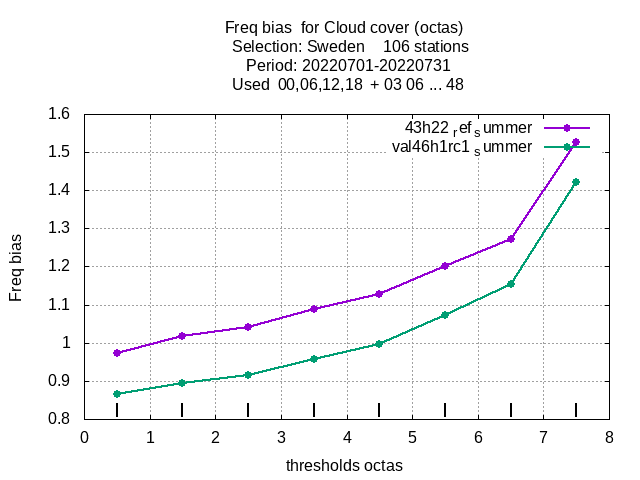 Freq bias  for Cloud cover (octas)
Selection: Sweden    106 stations
Period: 20220701-20220731
Used  00,06,12,18  + 03 06 ... 48
43h22 ref summer
val46h1rc1 summer
Freq bias
1.6
1.5
1.4
1.3
1.2
1.1
1
0.9
0.8
0 1 2 3 4 5 6 7 8
thresholds octas